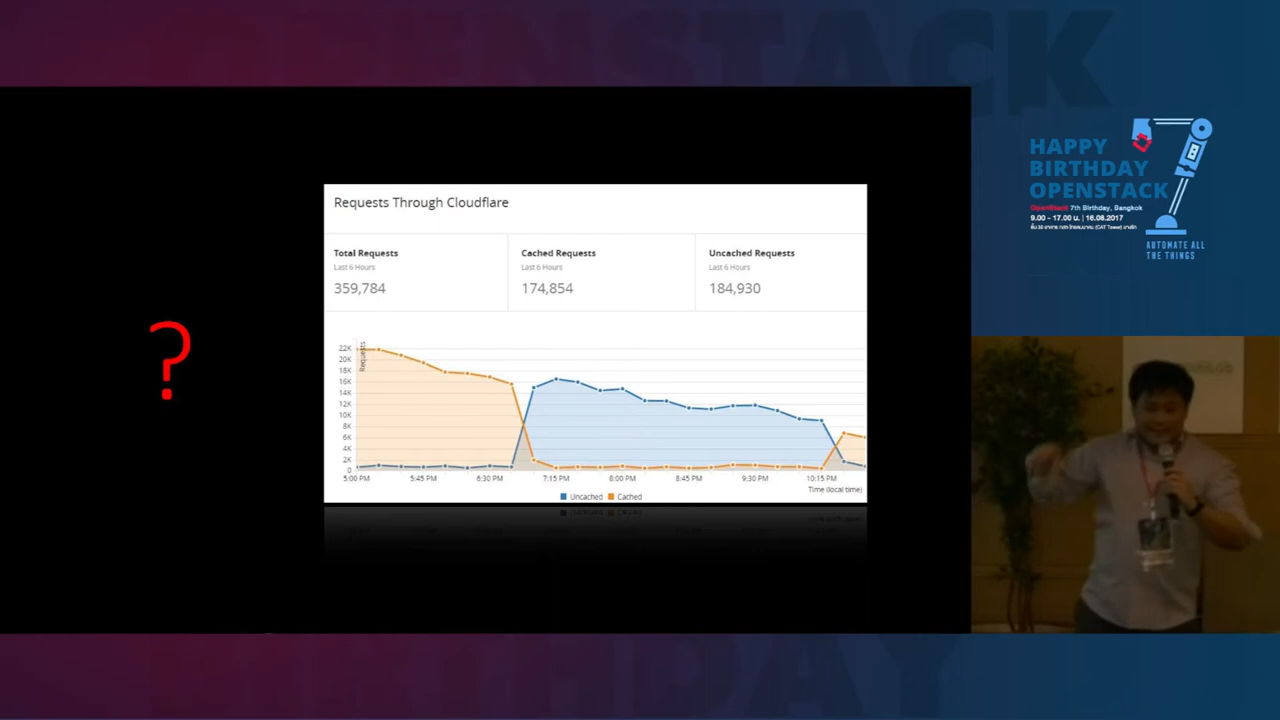 OPENSTACK
Requests Through Cloudflare
Total Requests
Last 6 Hours
359,784
Cached Requests
Last 6 Hours
174,854
Uncached Requests
Last 6 Hours
184,930
?
Requests
22K
20K
18K
16K
14K
12K
10K
8K
6K
4K
2K
0
5:00 PM 5:45 PM 6:30 PM 7:15 PM 8:00 PM 8:45 PM 9:30 PM 10:15 PM
Time (local time)
Uncached Cached
HAPPY
BIRTHDAY
OPENSTACK
7
OpenStack 7th Birthday, Bangkok
9.00 - 17.00 น. | 16.08.2017
AUTOMATE ALL
THE THINGS
BIRTHDAY